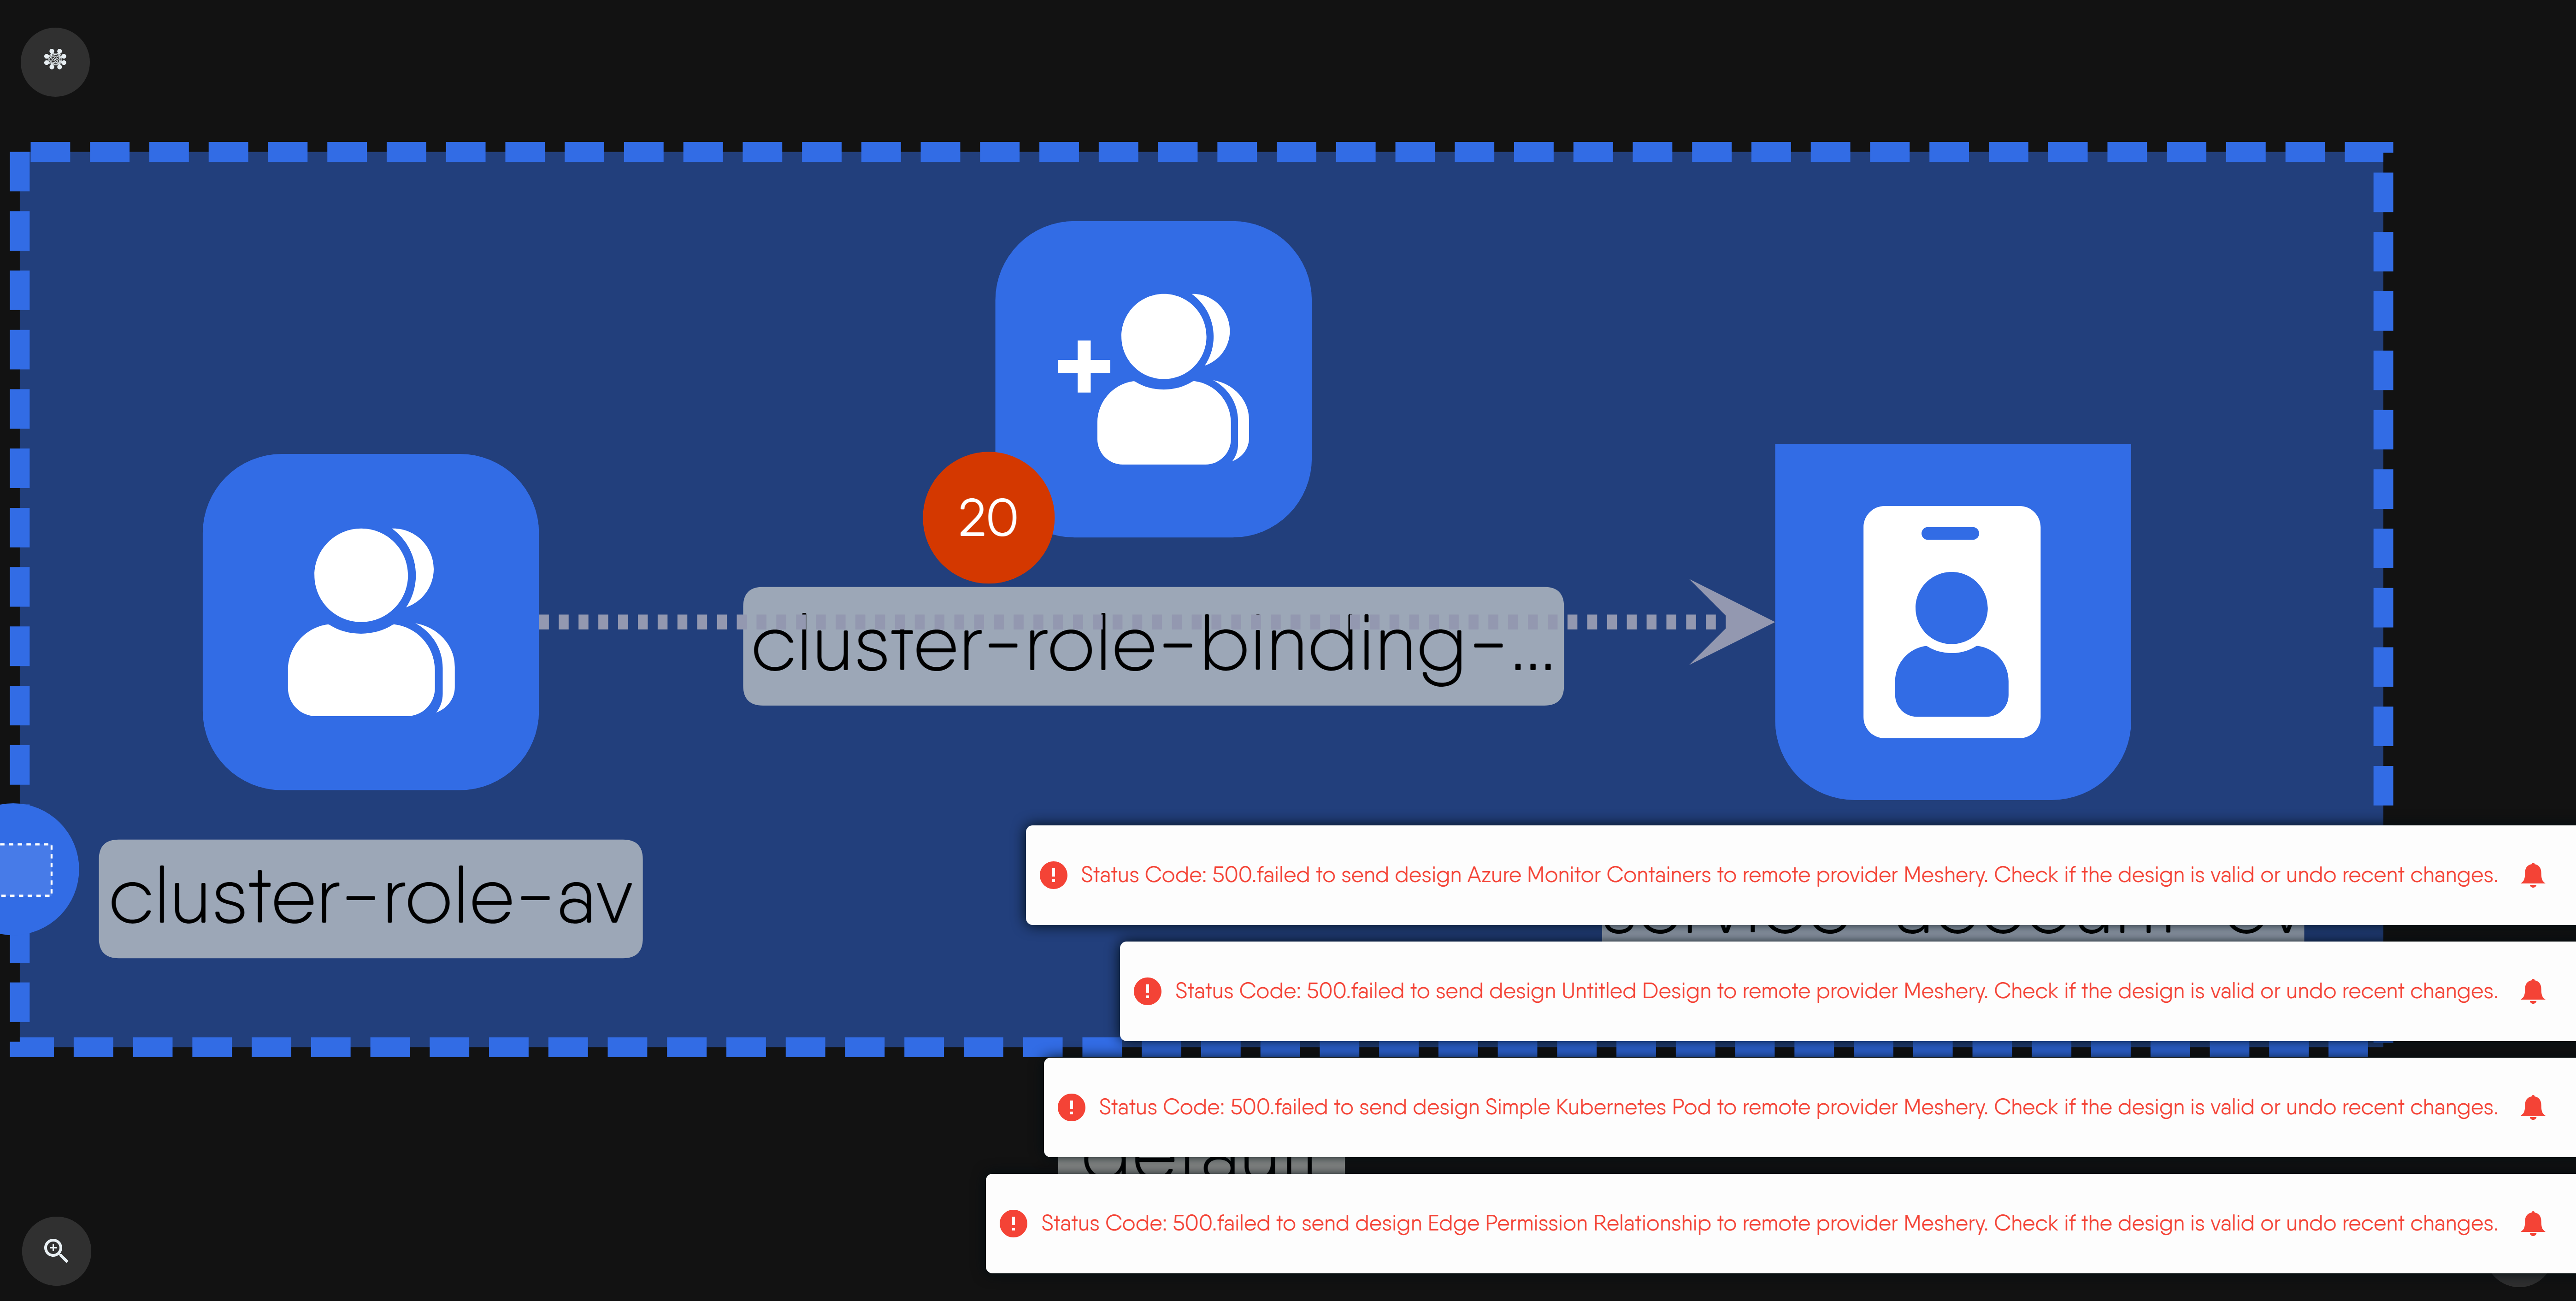 20
cluster-role-binding-...
cluster-role-av
Status Code: 500.failed to send design Azure Monitor Containers to remote provider Meshery. Check if the design is valid or undo recent changes.
Status Code: 500.failed to send design Untitled Design to remote provider Meshery. Check if the design is valid or undo recent changes.
Status Code: 500.failed to send design Simple Kubernetes Pod to remote provider Meshery. Check if the design is valid or undo recent changes.
default
Status Code: 500.failed to send design Edge Permission Relationship to remote provider Meshery. Check if the design is valid or undo recent changes.